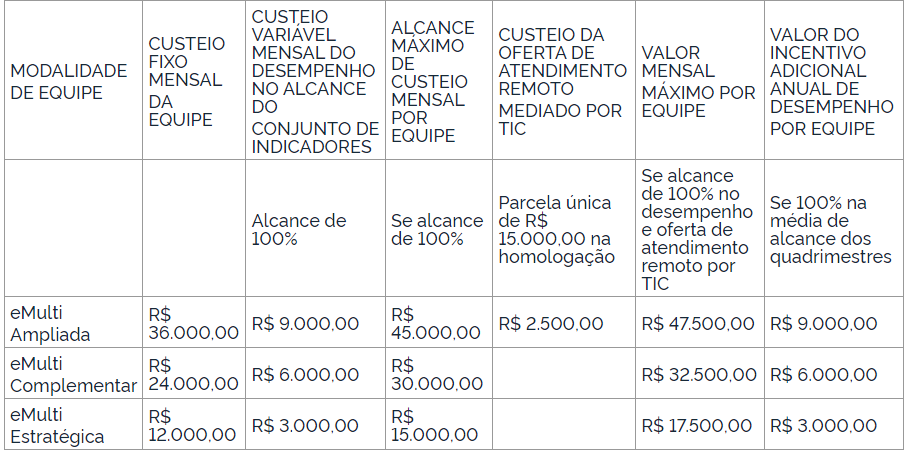 MODALIDADE
DE EQUIPE
CUSTEIO
FIXO
MENSAL
DA
EQUIPE
CUSTEIO
VARIÁVEL
MENSAL DO
DESEMPENHO
NO ALCANCE
DO
CONJUNTO DE
INDICADORES
ALCANCE
MÁXIMO
DE
CUSTEIO
MENSAL
POR
EQUIPE
CUSTEIO DA
OFERTA DE
ATENDIMENTO
REMOTO
MEDIADO POR
TIC
VALOR
MENSAL
MÁXIMO POR
EQUIPE
VALOR DO
INCENTIVO
ADICIONAL
ANUAL DE
DESEMPENHO
POR EQUIPE
Alcance de
100%
Se alcance
de 100%
Parcela única
de R$
15.000,00 na
homologação
Se alcance
de 100% no
desempenho
e oferta de
atendimento
remoto por
TIC
Se 100% na
média de
alcance dos
quadrimestres
eMulti
Ampliada
R$
36.000,00
R$ 9.000,00
R$
45.000,00
R$ 2.500,00
R$ 47.500,00
R$ 9.000,00
eMulti
Complementar
R$
24.000,00
R$ 6.000,00
R$
30.000,00
R$ 32.500,00
R$ 6.000,00
eMulti
Estratégica
R$
12.000,00
R$ 3.000,00
R$
15.000,00
R$ 17.500,00
R$ 3.000,00